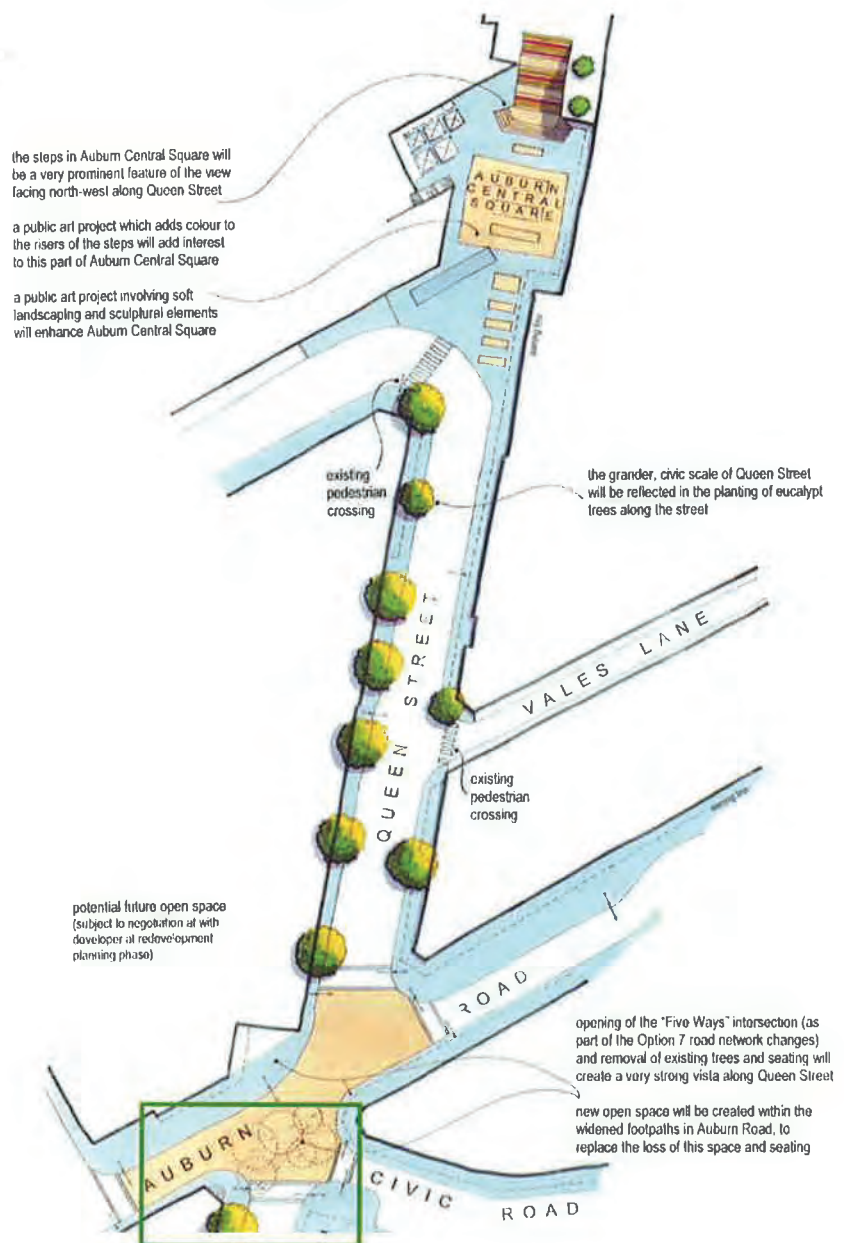 the steps in Auburn Central Square will
be a very prominent feature of the view
facing north-west along Queen Street
a public art project which adds colour to
the risers of the steps will add interest
to this part of Auburn Central Square
a public art project involving soft
landscaping and sculptural elements
will enhance Auburn Central Square
AUBURN
CENTRAL
SQUARE
awning line
existing
pedestrian
crossing
the grander, civic scale of Queen Street
will be reflected in the planting of eucalypt
trees along the street
QUEEN STREET
VALES LANE
existing
pedestrian
crossing
awning line
potential future open space
(subject to negotiation at with
developer at redevelopment
planning phase)
AUBURN ROAD
opening of the "Five Ways" intersection (as
part of the Option 7 road network changes)
and removal of existing trees and seating will
create a very strong vista along Queen Street
new open space will be created within the
widened footpaths in Auburn Road, to
replace the loss of this space and seating
CIVIC ROAD